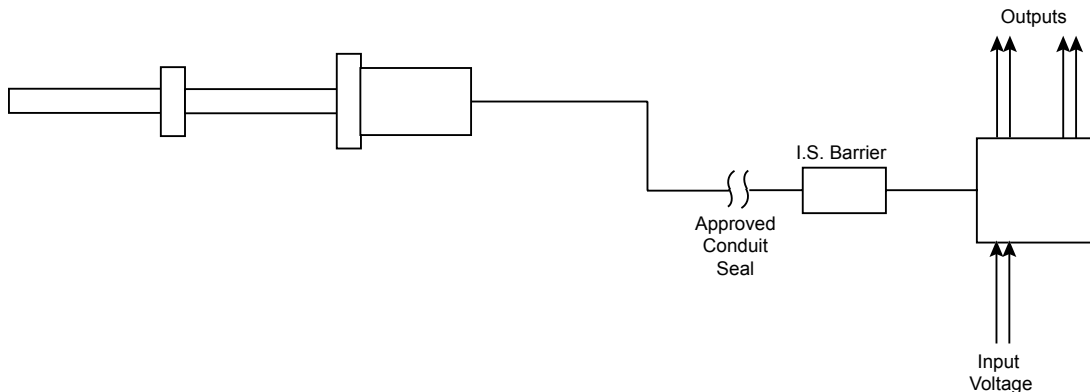 Outputs
I.S. Barrier
Approved
Conduit
Seal
Input
Voltage